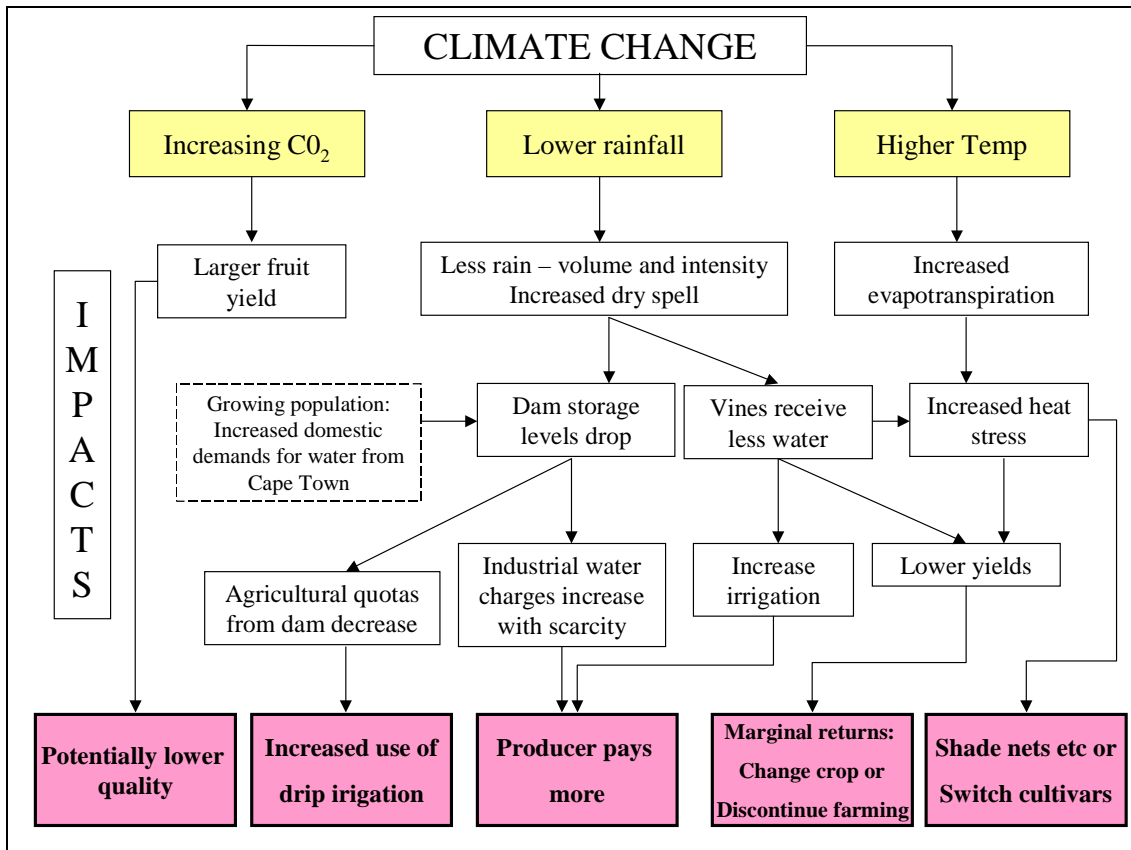 CLIMATE CHANGE
Increasing C0₂
Lower rainfall
Higher Temp
Larger fruit
yield
Less rain – volume and intensity
Increased dry spell
Increased
evapotranspiration
I
M
P
A
C
T
S
Growing population:
Increased domestic
demands for water from
Cape Town
Dam storage
levels drop
Vines receive
less water
Increased heat
stress
Agricultural quotas
from dam decrease
Industrial water
charges increase
with scarcity
Increase
irrigation
Lower yields
Potentially lower
quality
Increased use of
drip irrigation
Producer pays
more
Marginal returns:
Change crop or
Discontinue farming
Shade nets etc or
Switch cultivars